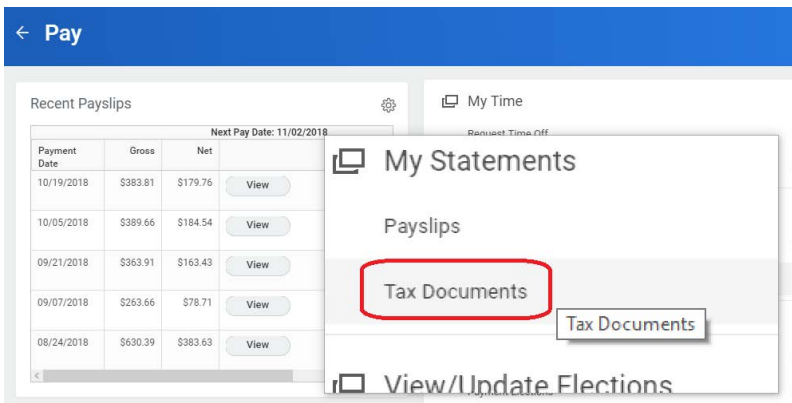 ← Pay
Recent Payslips
Next Pay Date: 11/02/2018
Payment Date Gross Net
10/19/2018 $383.81 $179.76 View
10/05/2018 $389.66 $184.54 View
09/21/2018 $363.91 $163.43 View
09/07/2018 $263.66 $78.71 View
08/24/2018 $630.39 $383.63 View
My Time
Request Time Off
My Statements
Payslips
Tax Documents
Tax Documents
View/Update Elections
Payment Elections